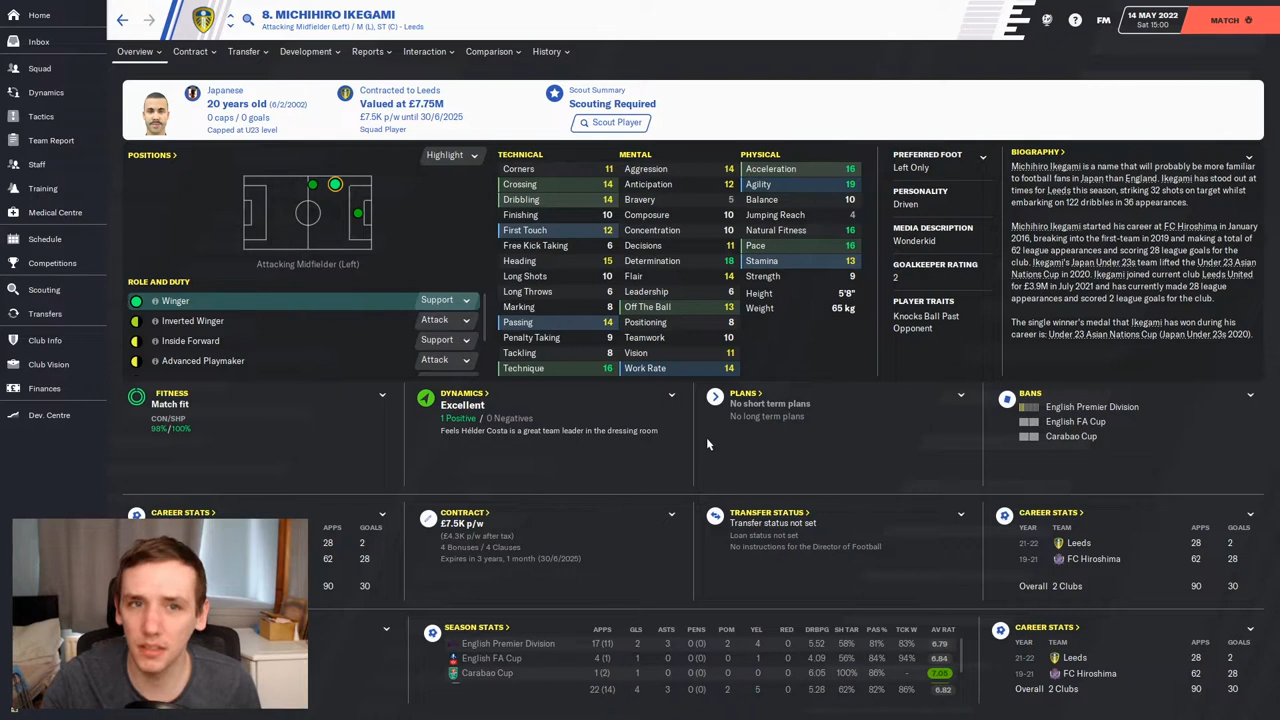 Home
Inbox
Squad
Dynamics
Tactics
Team Report
Staff
Training
Medical Centre
Schedule
Competitions
Scouting
Transfers
Club Info
Club Vision
Finances
Dev. Centre
8. MICHIHIRO IKEGAMI
Attacking Midfielder (Left) / M (L), ST (C) - Leeds
FM
14 MAY 2022
Sat 15:00
MATCH
Overview
Contract
Transfer
Development
Reports
Interaction
Comparison
History
Japanese
20 years old (6/2/2002)
0 caps / 0 goals
Capped at U23 level
Contracted to Leeds
Valued at £7.75M
£7.5K p/w until 30/6/2025
Squad Player
Scout Summary
Scouting Required
Scout Player
POSITIONS >
Highlight
Attacking Midfielder (Left)
ROLE AND DUTY
Winger Support
Inverted Winger Attack
Inside Forward Support
Advanced Playmaker Attack
TECHNICAL
Corners 11
Crossing 14
Dribbling 14
Finishing 10
First Touch 12
Free Kick Taking 6
Heading 15
Long Shots 10
Long Throws 6
Marking 8
Passing 14
Penalty Taking 9
Tackling 8
Technique 16
MENTAL
Aggression 14
Anticipation 12
Bravery 5
Composure 10
Concentration 10
Decisions 11
Determination 18
Flair 14
Leadership 6
Off The Ball 13
Positioning 8
Teamwork 10
Vision 11
Work Rate 14
PHYSICAL
Acceleration 16
Agility 19
Balance 10
Jumping Reach 4
Natural Fitness 16
Pace 16
Stamina 13
Strength 9
Height 5'8"
Weight 65 kg
PREFERRED FOOT
Left Only
PERSONALITY
Driven
MEDIA DESCRIPTION
Wonderkid
GOALKEEPER RATING
2
PLAYER TRAITS
Knocks Ball Past
Opponent
BIOGRAPHY >
Michihiro Ikegami is a name that will probably be more familiar
to football fans in Japan than England. Ikegami has stood out at
times for Leeds this season, striking 32 shots on target whilst
embarking on 122 dribbles in 36 appearances.
Michihiro Ikegami started his career at FC Hiroshima in January
2016, breaking into the first-team in 2019 and making a total of
62 league appearances and scoring 28 league goals for the
club. Ikegami's Japan Under 23s team lifted the Under 23 Asian
Nations Cup in 2020. Ikegami joined current club Leeds United
for £3.9M in July 2021 and has currently made 28 league
appearances and scored 2 league goals for the club.
The single winner's medal that Ikegami has won during his
career is: Under 23 Asian Nations Cup (Japan Under 23s 2020).
FITNESS
Match fit
CON/SHP
98%/100%
DYNAMICS >
Excellent
1 Positive / 0 Negatives
Feels Hélder Costa is a great team leader in the dressing room
PLANS >
No short term plans
No long term plans
BANS
English Premier Division
English FA Cup
Carabao Cup
CAREER STATS >
APPS GOALS
28 2
62 28
90 30
CONTRACT >
£7.5K p/w
(£4.3K p/w after tax)
4 Bonuses / 4 Clauses
Expires in 3 years, 1 month (30/6/2025)
TRANSFER STATUS >
Transfer status not set
Loan status not set
No instructions for the Director of Football
CAREER STATS >
YEAR TEAM APPS GOALS
21-22 Leeds 28 2
19-21 FC Hiroshima 62 28
Overall 2 Clubs 90 30
SEASON STATS >
APPS GLS ASTS PENS POM YEL RED DRBPG SH TAR PAS % TCK W AV RAT
English Premier Division 17 (11) 2 3 0 (0) 2 4 0 5.52 58% 81% 83% 6.79
English FA Cup 4 (1) 1 0 0 (0) 0 1 0 4.09 56% 84% 94% 6.84
Carabao Cup 1 (2) 1 0 0 (0) 0 0 0 6.05 100% 86% - 7.05
22 (14) 4 3 0 (0) 2 5 0 5.28 62% 82% 86% 6.82
CAREER STATS >
YEAR TEAM APPS GOALS
21-22 Leeds 28 2
19-21 FC Hiroshima 62 28
Overall 2 Clubs 90 30